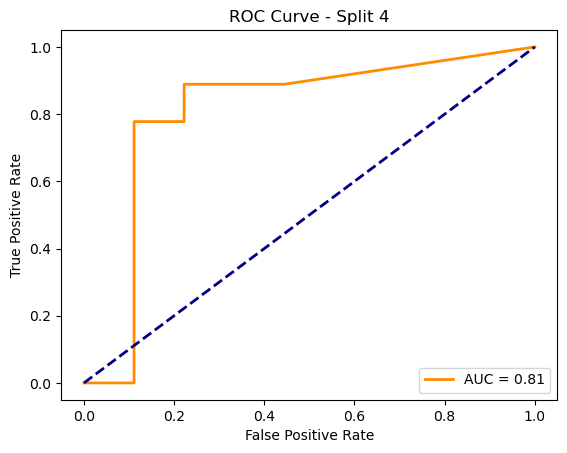 ROC Curve - Split 4
True Positive Rate
1.0
0.8
0.6
0.4
0.2
0.0
AUC = 0.81
0.0 0.2 0.4 0.6 0.8 1.0
False Positive Rate